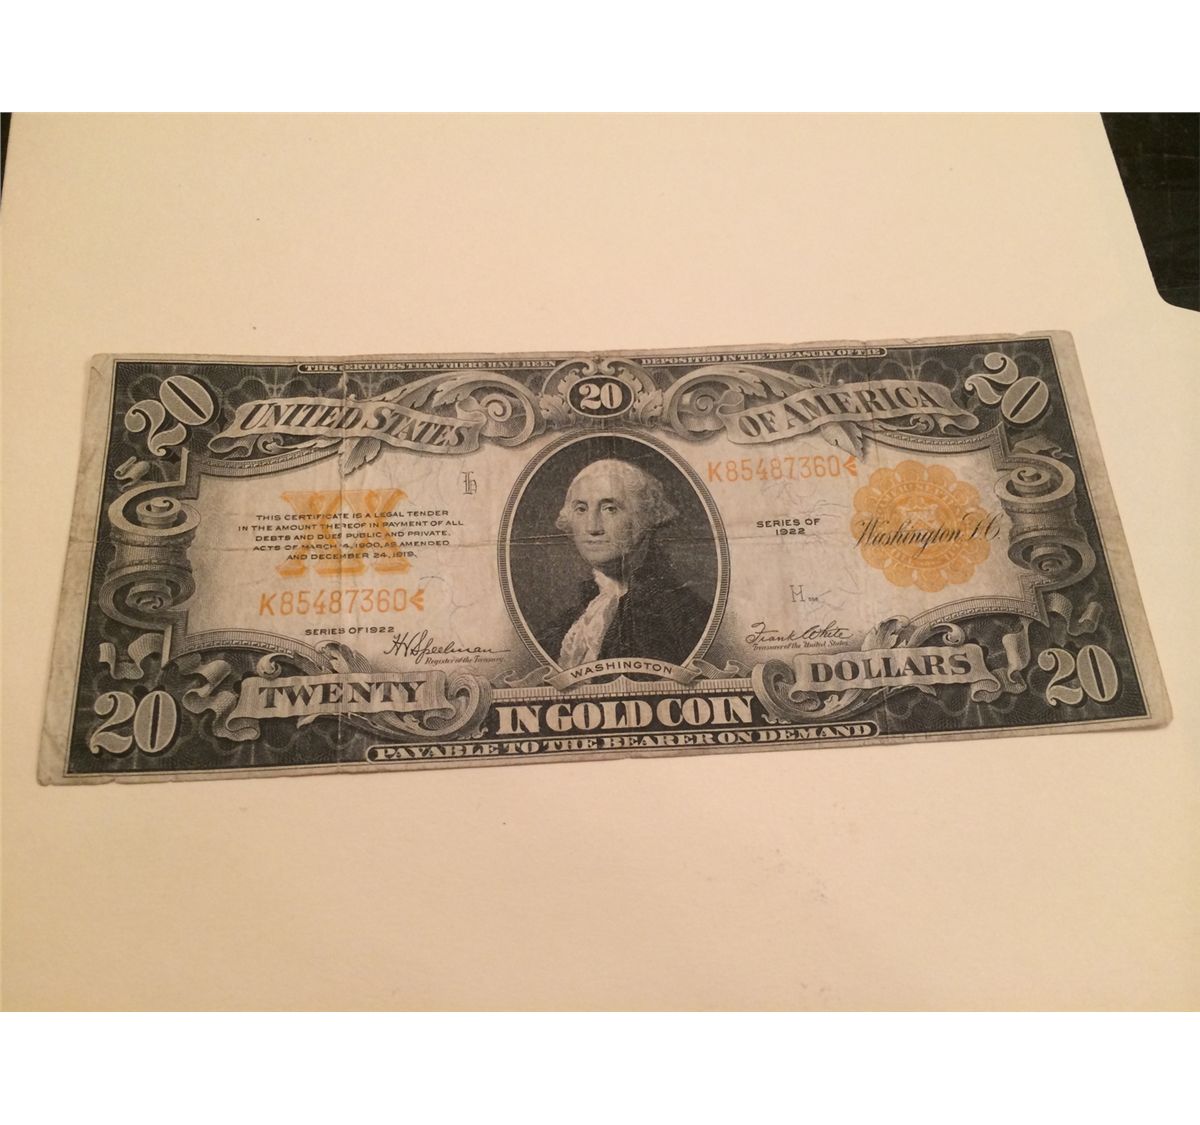 THIS CERTIFIES THAT THERE HAVE BEEN DEPOSITED IN THE TREASURY OF THE
20 20 20
UNITED STATES OF AMERICA
K85487360
H
XX
THIS CERTIFICATE IS A LEGAL TENDER
IN THE AMOUNT THEREOF IN PAYMENT OF ALL
DEBTS AND DUES PUBLIC AND PRIVATE.
ACTS OF MARCH 14, 1900, AS AMENDED
AND DECEMBER 24, 1919.
SERIES OF
1922
Washington D.C.
K85487360
H
SERIES OF 1922
H V Speelman
Register of the Treasury
Frank White
Treasurer of the United States
WASHINGTON
TWENTY
DOLLARS
20 20
IN GOLD COIN
PAYABLE TO THE BEARER ON DEMAND